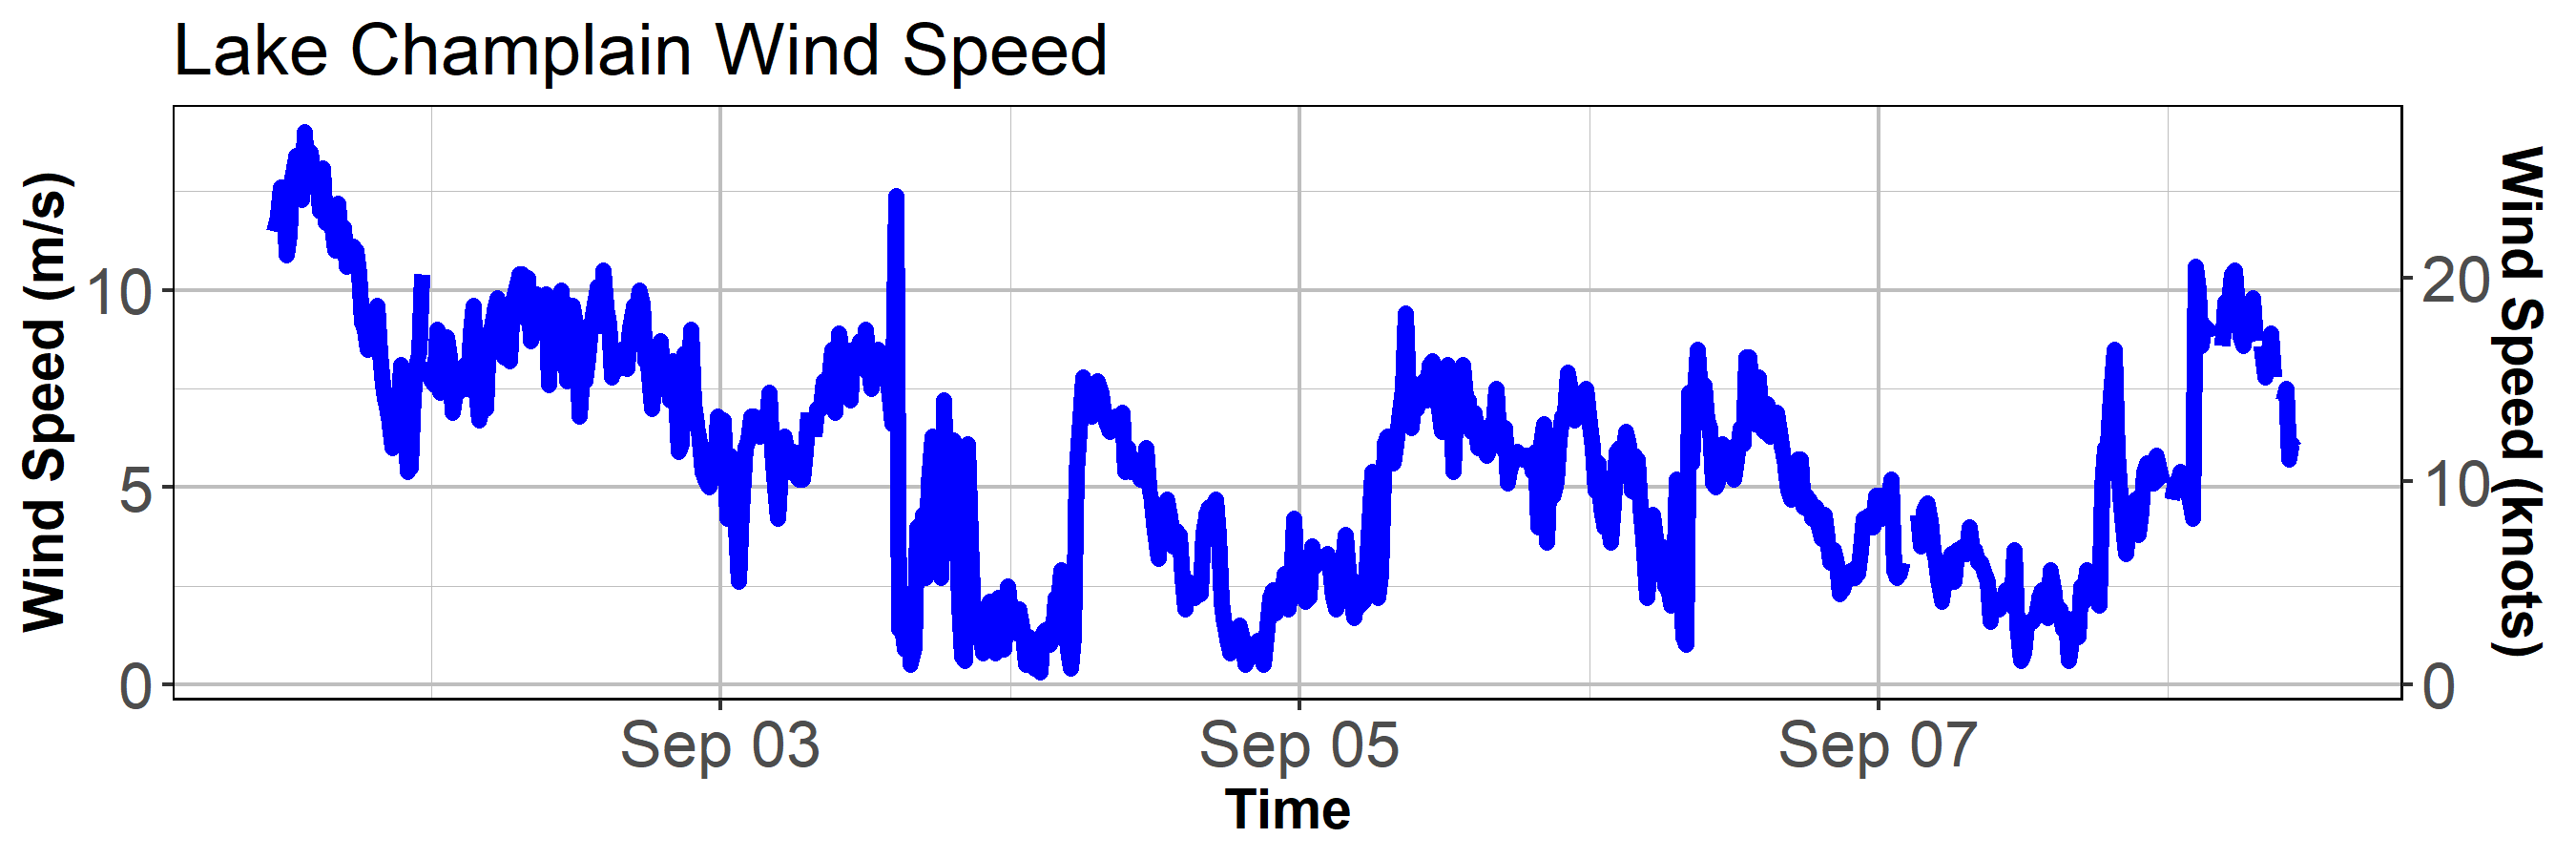 Lake Champlain Wind Speed
Wind Speed (m/s)
10
5
0
Wind Speed (knots)
20
10
0
Sep 03
Sep 05
Sep 07
Time